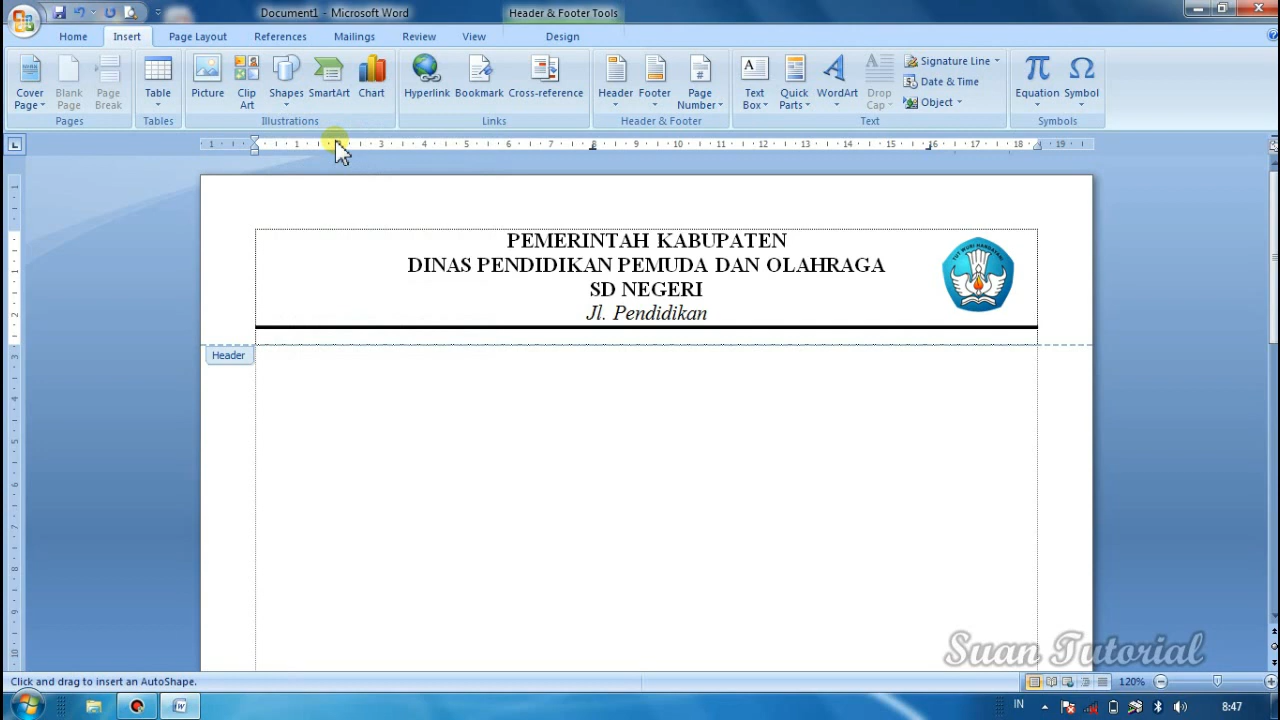 Document1 - Microsoft Word
Header & Footer Tools
Home Insert Page Layout References Mailings Review View Design
Cover Page
Blank Page
Page Break
Pages
Table
Tables
Picture
Clip Art
Shapes
SmartArt
Chart
Illustrations
Hyperlink
Bookmark
Cross-reference
Links
Header
Footer
Page Number
Header & Footer
Text Box
Quick Parts
WordArt
Drop Cap
Signature Line
Date & Time
Object
Text
Equation
Symbol
Symbols
PEMERINTAH KABUPATEN
DINAS PENDIDIKAN PEMUDA DAN OLAHRAGA
SD NEGERI
Jl. Pendidikan
TUT WURI HANDAYANI
Header
Suan Tutorial
Click and drag to insert an AutoShape.
120%
IN
8:47